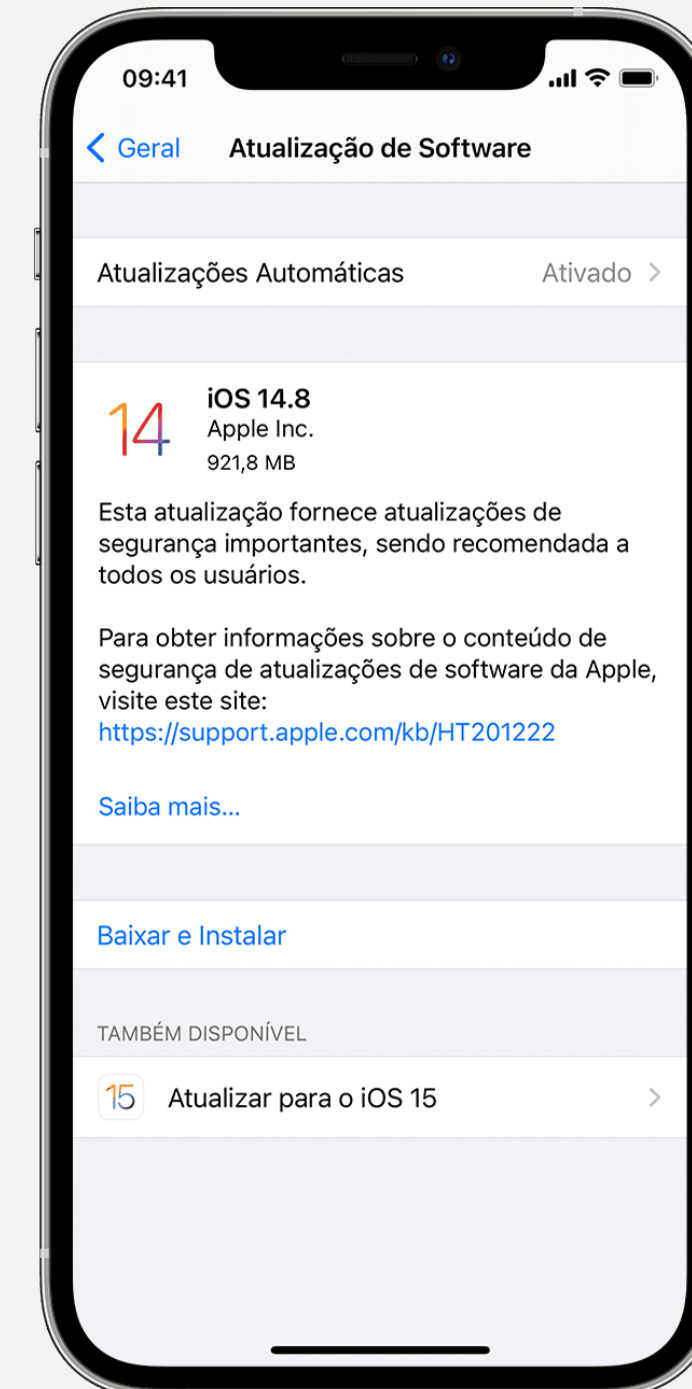 09:41
Geral
Atualização de Software
Atualizações Automáticas
Ativado
14
iOS 14.8
Apple Inc.
921,8 MB
Esta atualização fornece atualizações de
segurança importantes, sendo recomendada a
todos os usuários.
Para obter informações sobre o conteúdo de
segurança de atualizações de software da Apple,
visite este site:
https://support.apple.com/kb/HT201222
Saiba mais...
Baixar e Instalar
TAMBÉM DISPONÍVEL
15
Atualizar para o iOS 15